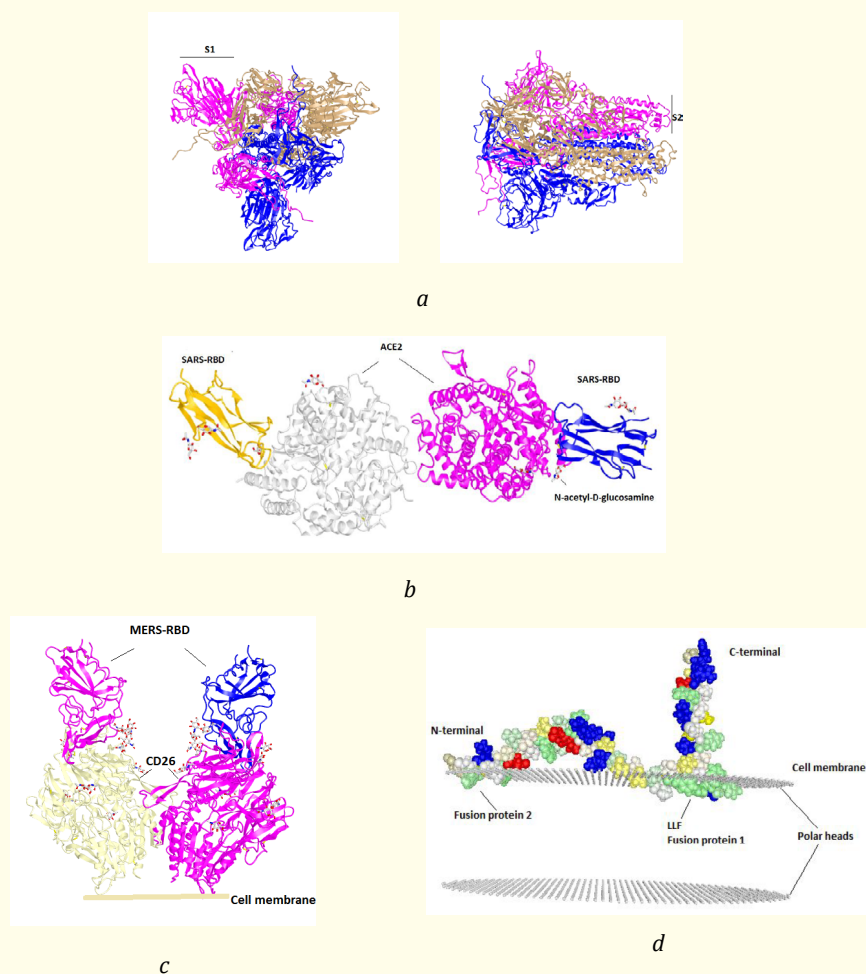 S1
S2
a
ACE2
SARS-RBD
SARS-RBD
N-acetyl-D-glucosamine
b
MERS-RBD
CD26
Cell membrane
c
C-terminal
N-terminal
Cell membrane
Fusion protein 2
LLF
Fusion protein 1
Polar heads
d